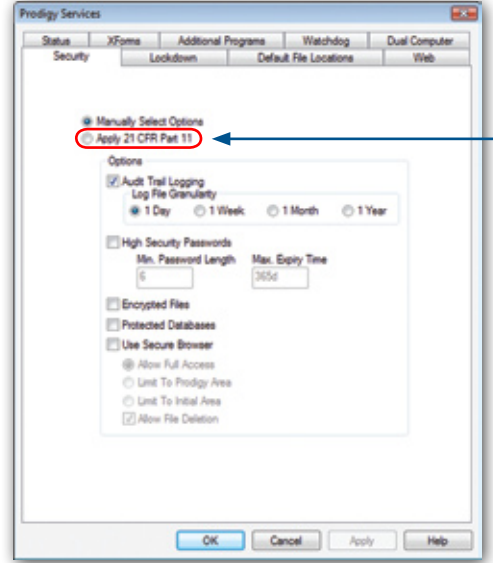 Prodigy Services
Status XForms Additional Programs Watchdog Dual Computer
Security Lockdown Default File Locations Web
Manually Select Options
Apply 21 CFR Part 11
Options
Audit Trail Logging
Log File Granularity
1 Day 1 Week 1 Month 1 Year
High Security Passwords
Min. Password Length Max. Expiry Time
6 365d
Encrypted Files
Protected Databases
Use Secure Browser
Allow Full Access
Limit To Prodigy Area
Limit To Initial Area
Allow File Deletion
OK Cancel Apply Help